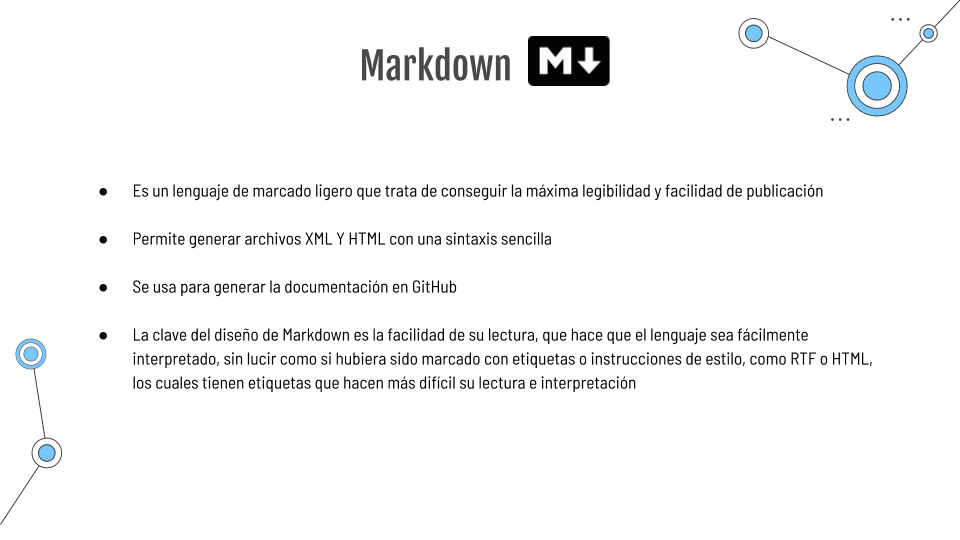 Markdown M
● Es un lenguaje de marcado ligero que trata de conseguir la máxima legibilidad y facilidad de publicación
● Permite generar archivos XML Y HTML con una sintaxis sencilla
● Se usa para generar la documentación en GitHub
● La clave del diseño de Markdown es la facilidad de su lectura, que hace que el lenguaje sea fácilmente
interpretado, sin lucir como si hubiera sido marcado con etiquetas o instrucciones de estilo, como RTF o HTML,
los cuales tienen etiquetas que hacen más difícil su lectura e interpretación